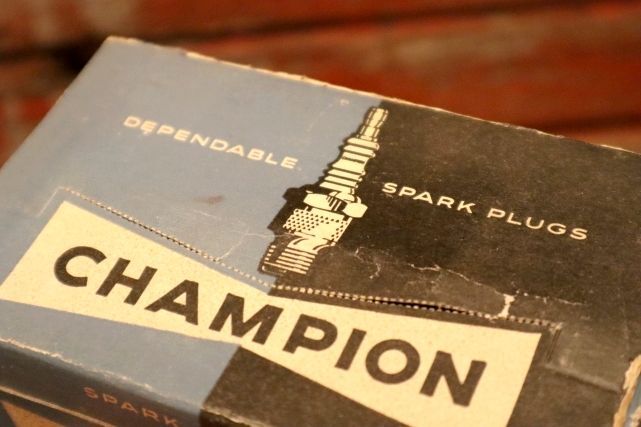 DEPENDABLE
SPARK PLUGS
CHAMPION
SPARK